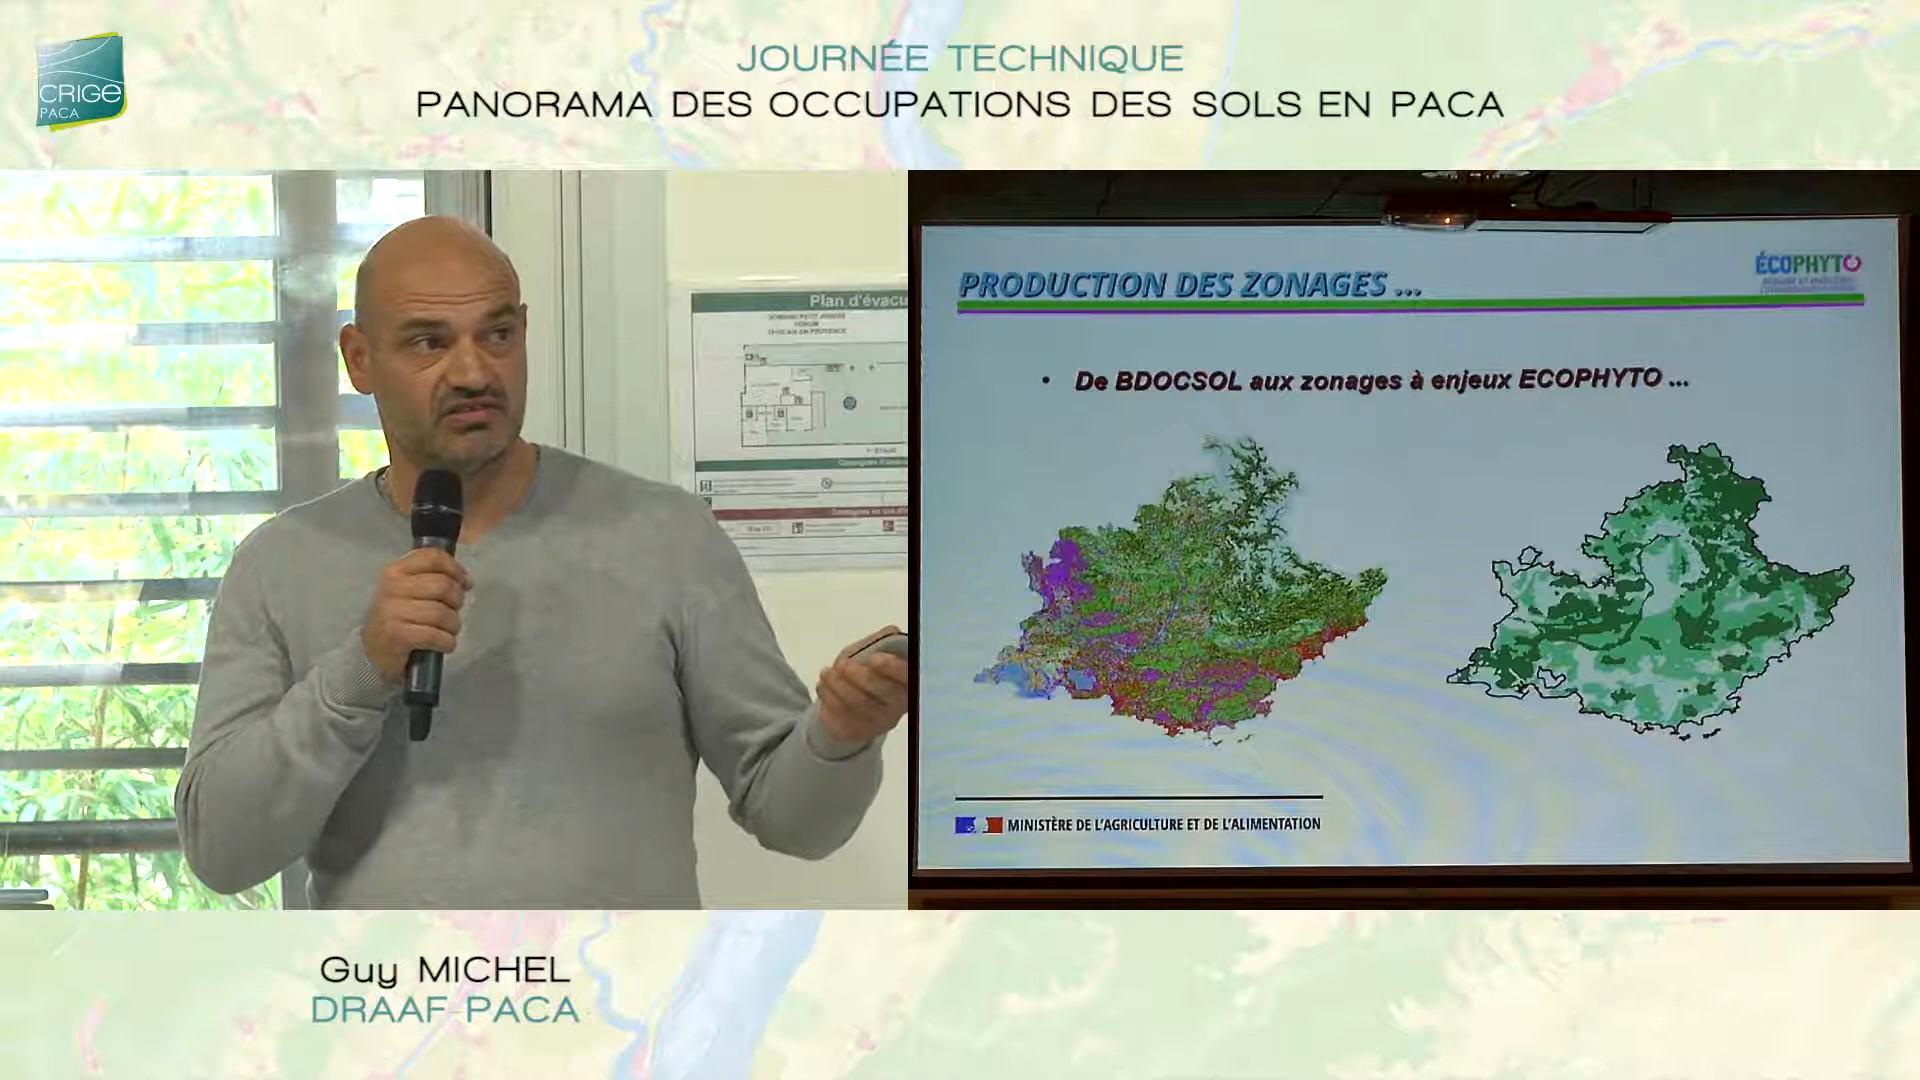 CRIGE
PACA
JOURNÉE TECHNIQUE
PANORAMA DES OCCUPATIONS DES SOLS EN PACA
Plan d'évacu
PRODUCTION DES ZONAGES ...
ÉCOPHYTO
• De BDOCSOL aux zonages à enjeux ECOPHYTO ...
MINISTÈRE DE L'AGRICULTURE ET DE L'ALIMENTATION
Guy MICHEL
DRAAF-PACA